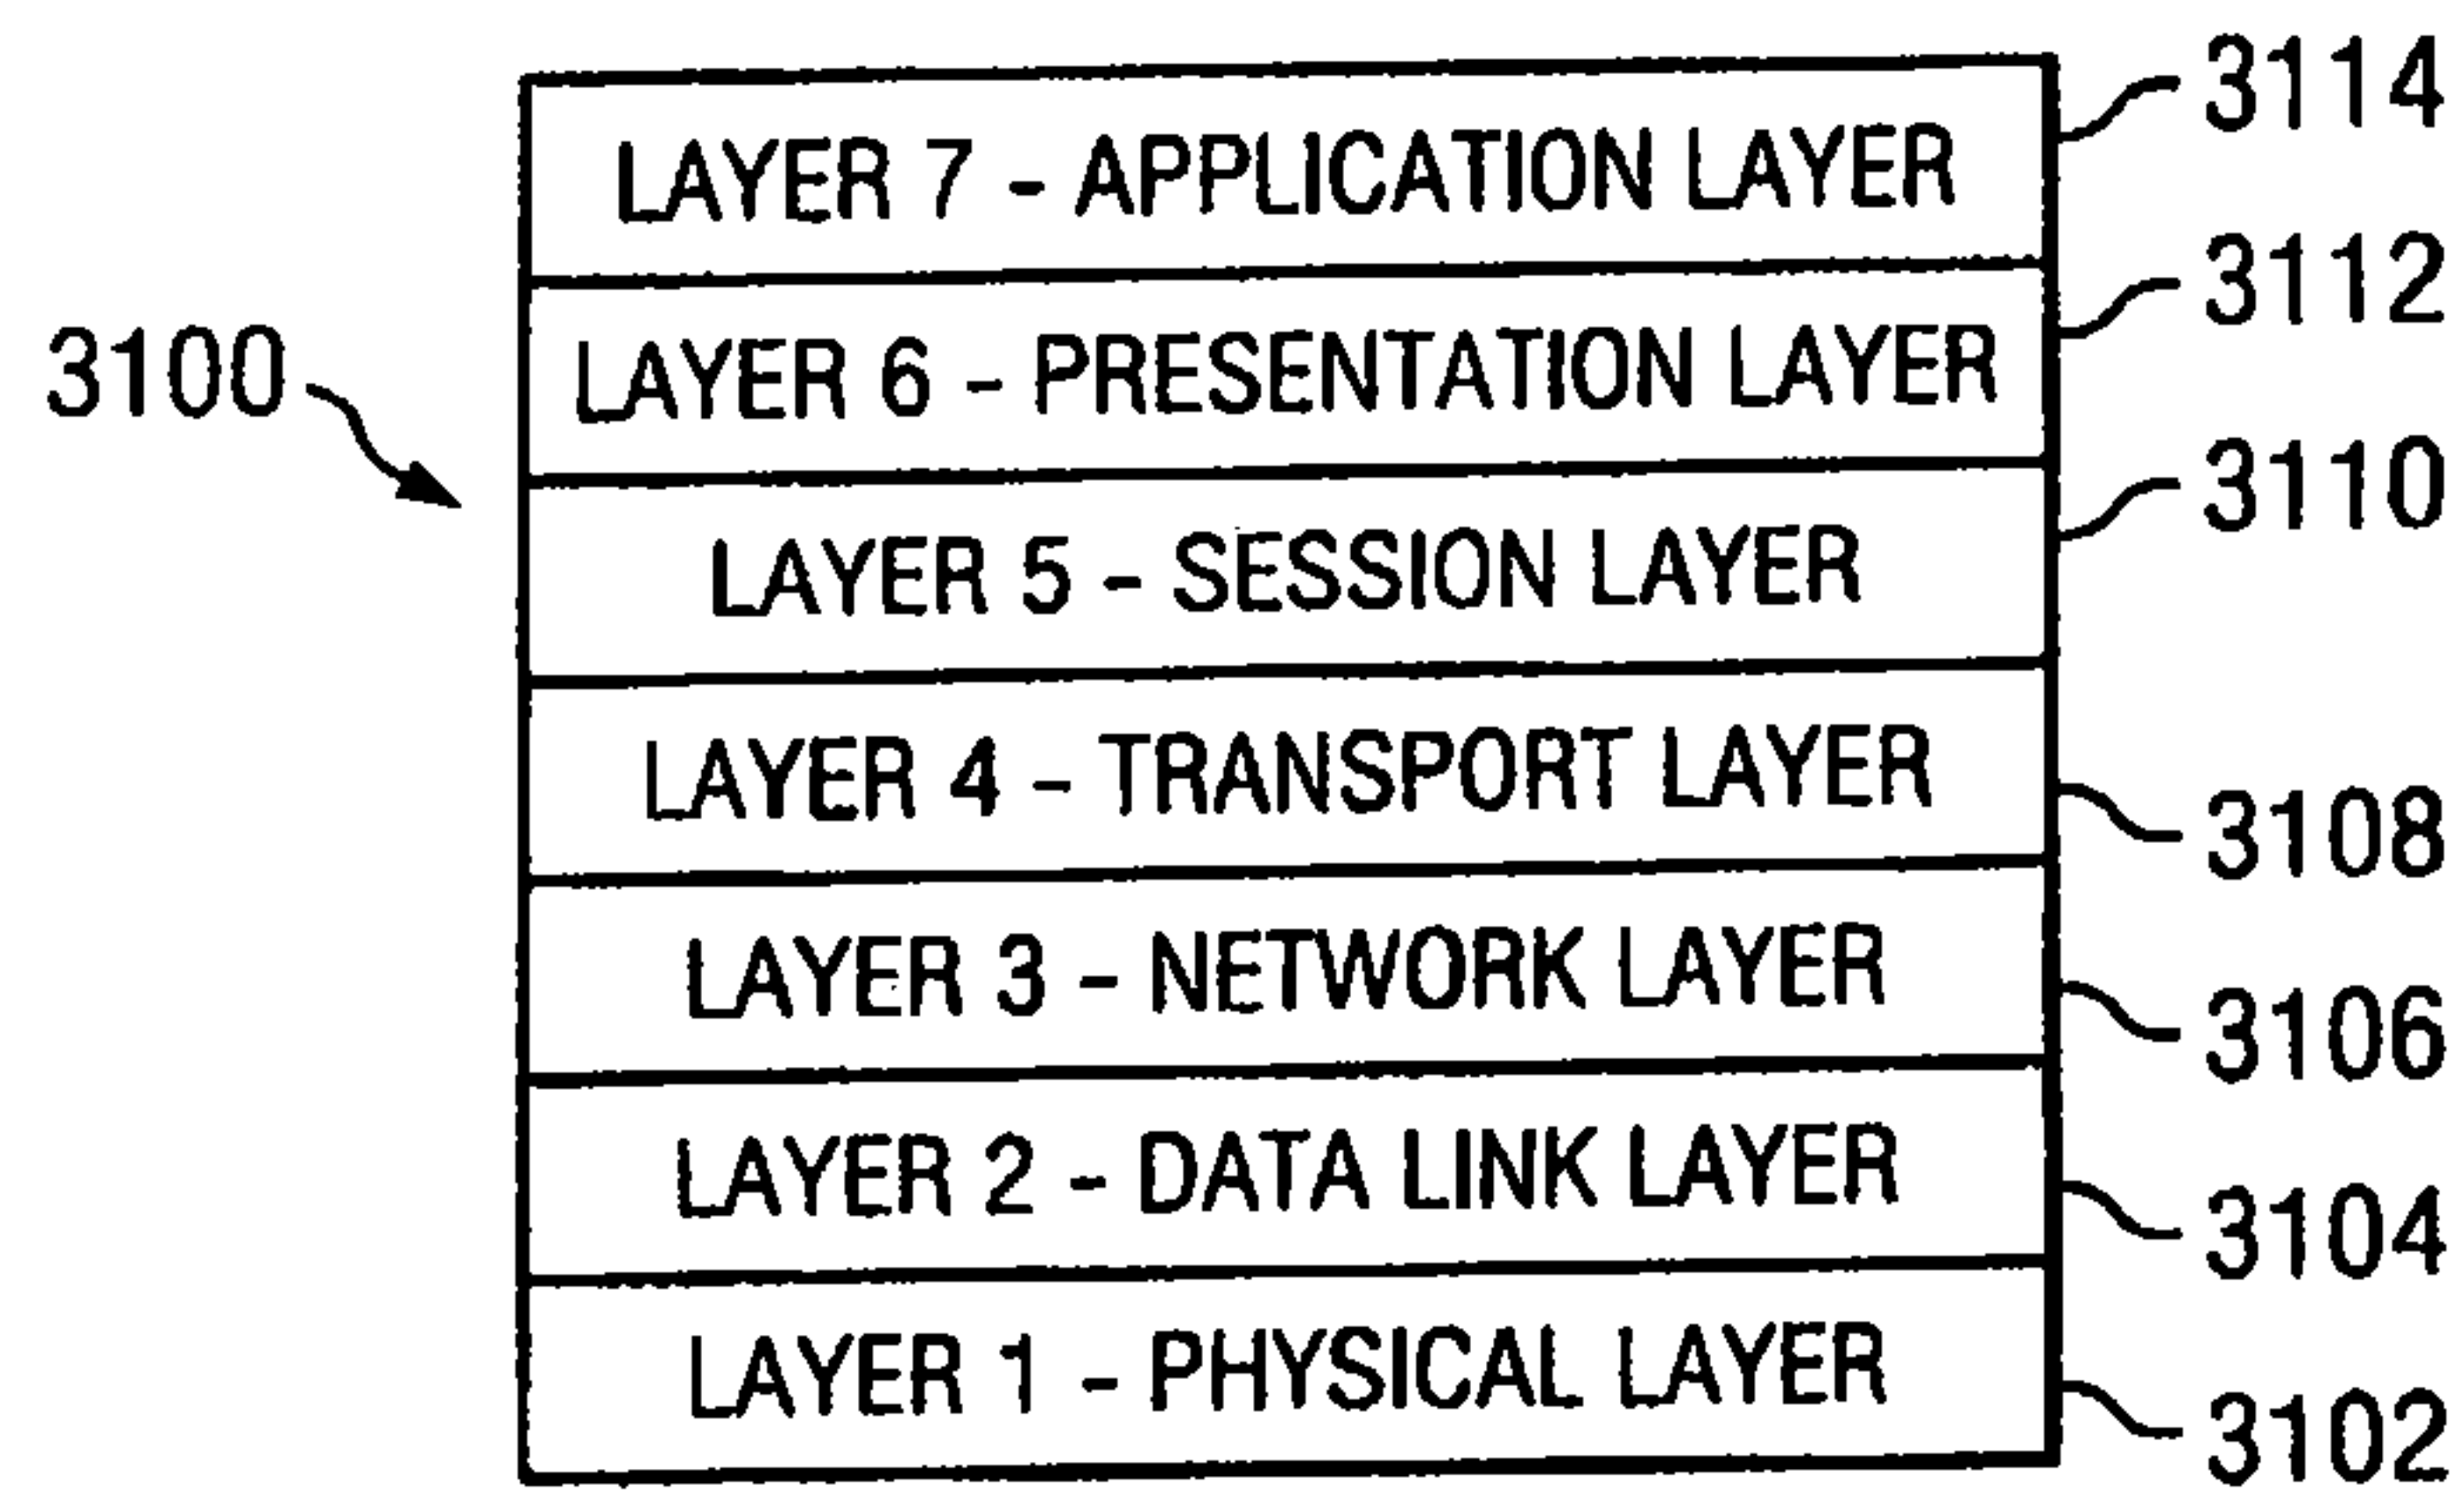 3114
LAYER 7 - APPLICATION LAYER
3112
LAYER 6 - PRESENTATION LAYER
3100
3110
LAYER 5 - SESSION LAYER
LAYER 4 - TRANSPORT LAYER
3108
LAYER 3 - NETWORK LAYER
3106
LAYER 2 - DATA LINK LAYER
3104
LAYER 1 - PHYSICAL LAYER
3102